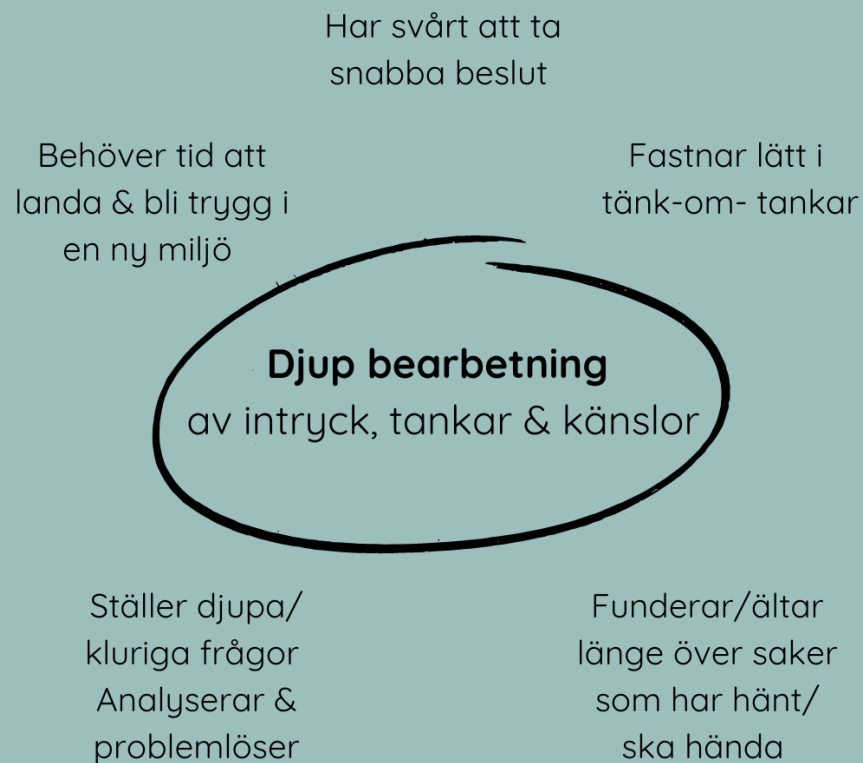 Har svårt att ta
snabba beslut
Behöver tid att
landa & bli trygg i
en ny miljö
Fastnar lätt i
tänk-om- tankar
Djup bearbetning
av intryck, tankar & känslor
Ställer djupa/
kluriga frågor
Analyserar &
problemlöser
Funderar/ältar
länge över saker
som har hänt/
ska hända